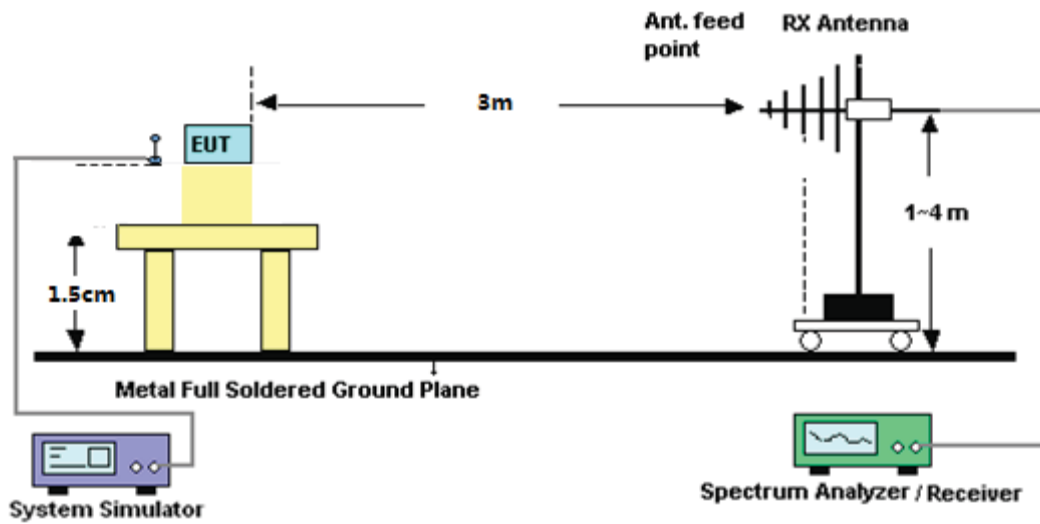 Ant. feed
point
RX Antenna
3m
EUT
1~4 m
1.5cm
Metal Full Soldered Ground Plane
System Simulator
Spectrum Analyzer / Receiver